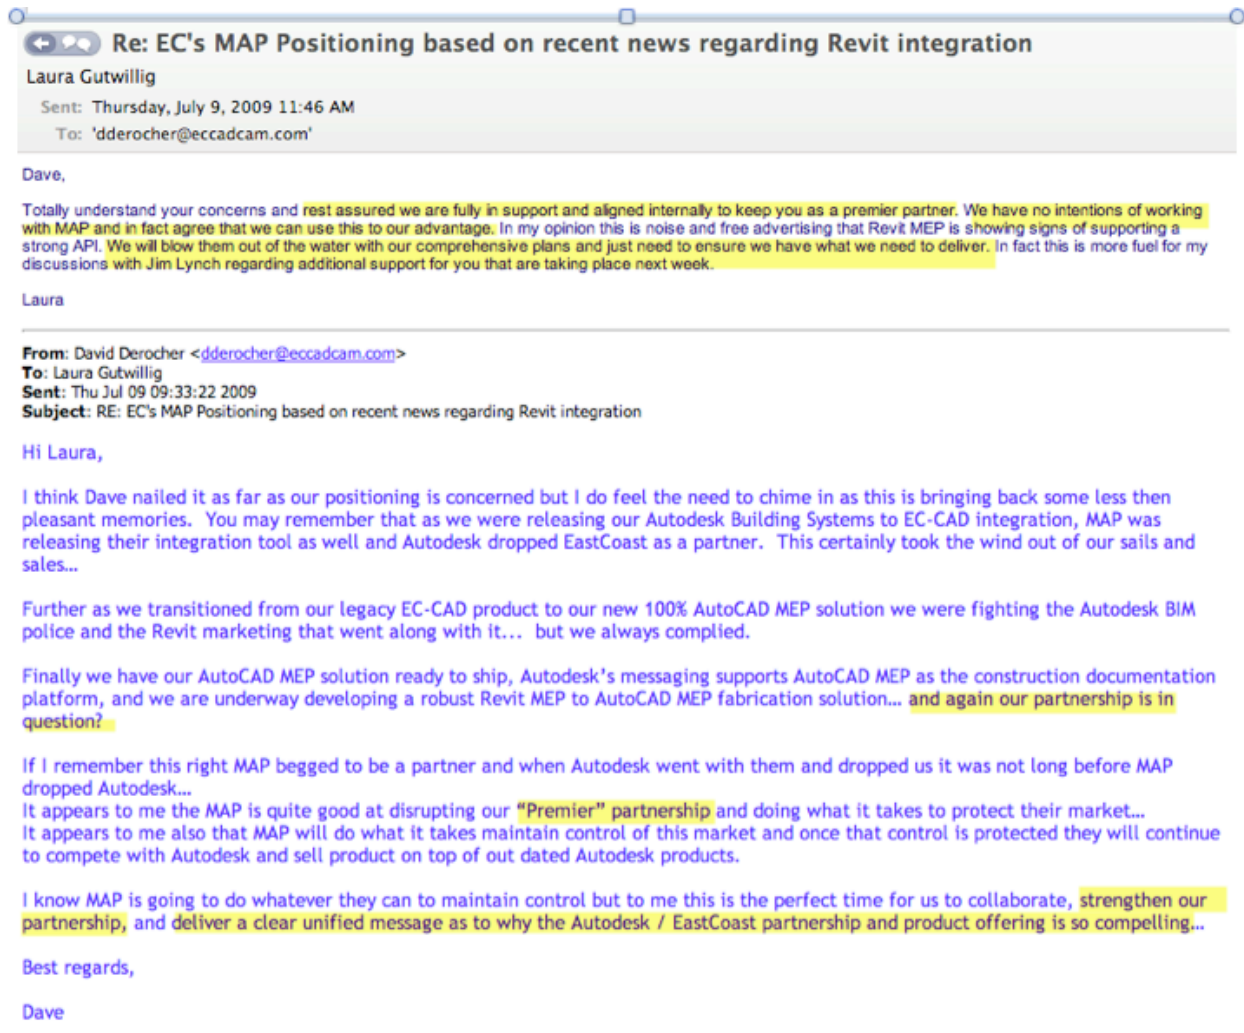 Re: EC's MAP Positioning based on recent news regarding Revit integration
Laura Gutwillig
Sent: Thursday, July 9, 2009 11:46 AM
To: 'dderocher@eccadcam.com'
Dave,
Totally understand your concerns and rest assured we are fully in support and aligned internally to keep you as a premier partner. We have no intentions of working
with MAP and in fact agree that we can use this to our advantage. In my opinion this is noise and free advertising that Revit MEP is showing signs of supporting a
strong API. We will blow them out of the water with our comprehensive plans and just need to ensure we have what we need to deliver. In fact this is more fuel for my
discussions with Jim Lynch regarding additional support for you that are taking place next week.
Laura
From: David Derocher <dderocher@eccadcam.com>
To: Laura Gutwillig
Sent: Thu Jul 09 09:33:22 2009
Subject: RE: EC's MAP Positioning based on recent news regarding Revit integration
Hi Laura,
I think Dave nailed it as far as our positioning is concerned but I do feel the need to chime in as this is bringing back some less then
pleasant memories.  You may remember that as we were releasing our Autodesk Building Systems to EC-CAD integration, MAP was
releasing their integration tool as well and Autodesk dropped EastCoast as a partner.  This certainly took the wind out of our sails and
sales...
Further as we transitioned from our legacy EC-CAD product to our new 100% AutoCAD MEP solution we were fighting the Autodesk BIM
police and the Revit marketing that went along with it...  but we always complied.
Finally we have our AutoCAD MEP solution ready to ship, Autodesk's messaging supports AutoCAD MEP as the construction documentation
platform, and we are underway developing a robust Revit MEP to AutoCAD MEP fabrication solution... and again our partnership is in
question?
If I remember this right MAP begged to be a partner and when Autodesk went with them and dropped us it was not long before MAP
dropped Autodesk...
It appears to me the MAP is quite good at disrupting our “Premier” partnership and doing what it takes to protect their market...
It appears to me also that MAP will do what it takes maintain control of this market and once that control is protected they will continue
to compete with Autodesk and sell product on top of out dated Autodesk products.
I know MAP is going to do whatever they can to maintain control but to me this is the perfect time for us to collaborate, strengthen our
partnership, and deliver a clear unified message as to why the Autodesk / EastCoast partnership and product offering is so compelling...
Best regards,
Dave